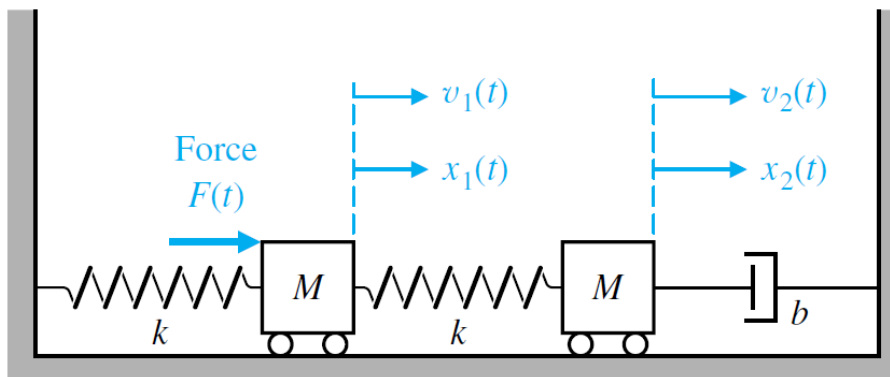 v₁(t)
v₂(t)
Force
F(t)
x₁(t)
x₂(t)
M
M
k
k
b